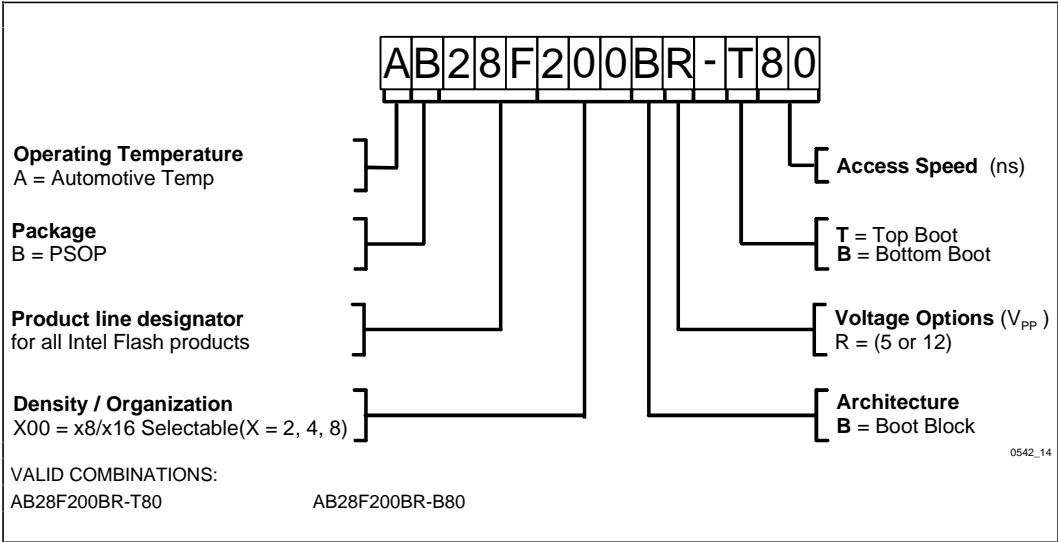 AB28F200BR-T80
Operating Temperature
A = Automotive Temp
Package
B = PSOP
Product line designator
for all Intel Flash products
Density / Organization
X00 = x8/x16 Selectable(X = 2, 4, 8)
Access Speed (ns)
T = Top Boot
B = Bottom Boot
Voltage Options (VPP )
R = (5 or 12)
Architecture
B = Boot Block
0542_14
VALID COMBINATIONS:
AB28F200BR-T80 AB28F200BR-B80